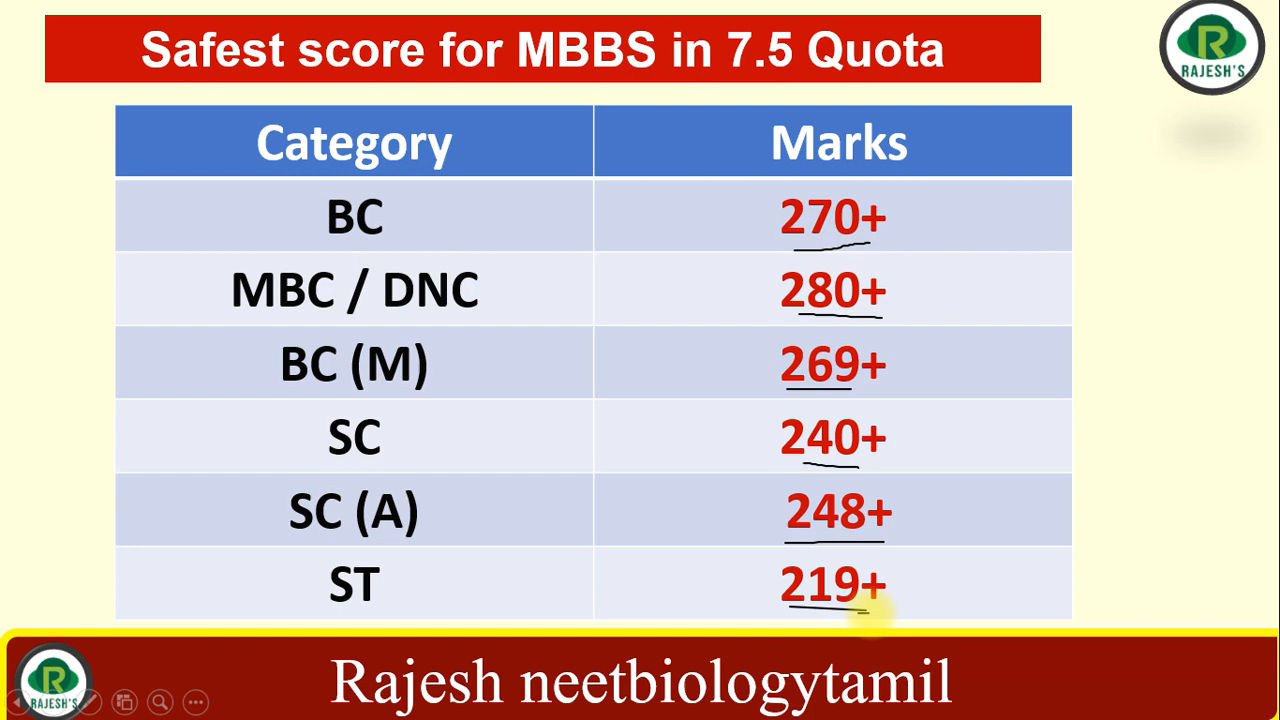 Safest score for MBBS in 7.5 Quota
R
RAJESH'S
Category Marks
BC 270+
MBC / DNC 280+
BC (M) 269+
SC 240+
SC (A) 248+
ST 219+
R
RAJESH'S
Rajesh neetbiologytamil